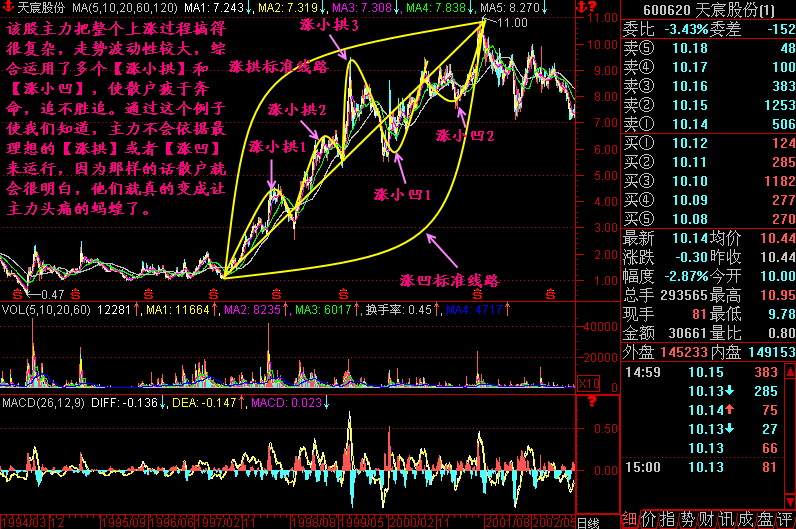 天宸股份 MA(5,10,20,60,120) MA1: 7.243↓, MA2: 7.319↓, MA3: 7.308↓, MA4: 7.838↓, MA5: 8.270↓
该股主力把整个上涨过程搞得
很复杂，走势波动性较大，综
合运用了多个【涨小拱】和
【涨小凹】，使散户疲于奔
命，追不胜追。通过这个例子
使我们知道，主力不会依据最
理想的【涨拱】或者【涨凹】
来运行，因为那样的话散户就
会很明白，他们就真的变成让
主力头痛的蚂蝗了。
涨小拱3
11.00
涨拱标准线路
涨小拱2
涨小拱1
涨小凹2
涨小凹1
涨凹标准线路
0.47
11.00
10.00
9.00
8.00
7.00
6.00
5.00
4.00
3.00
2.00
1.00
VOL(5,10,20,60) 12281↑, MA1: 11664↑, MA2: 8235↑, MA3: 6017↑, 换手率: 0.45↑, MA4: 4717↑
40000
20000
X10
0
MACD(26,12,9) DIFF: -0.136↓, DEA: -0.147↑, MACD: 0.023↓
0.50
0.00
1994/03 12 1995/09 1996/06 1997/02 11 1998/08 1999/05 2000/02 11 2001/08 2002/05 日线
600620 天宸股份(1)
委比 -3.43% 委差 -152
卖⑤ 10.18 48
卖④ 10.17 100
卖③ 10.16 383
卖② 10.15 1253
卖① 10.14 506
买① 10.12 124
买② 10.11 285
买③ 10.10 1182
买④ 10.09 277
买⑤ 10.08 270
最新 10.14 均价 10.44
涨跌 -0.30 昨收 10.44
幅度 -2.87% 今开 10.00
总手 293565 最高 10.95
现手 81 最低 9.78
金额 30661 量比 0.80
外盘 145233 内盘 149153
14:59 10.15 383
10.13↓ 285
10.14↑ 75
10.13↓ 27
10.13 66
15:00 10.13 81
细价指势财讯成盘评